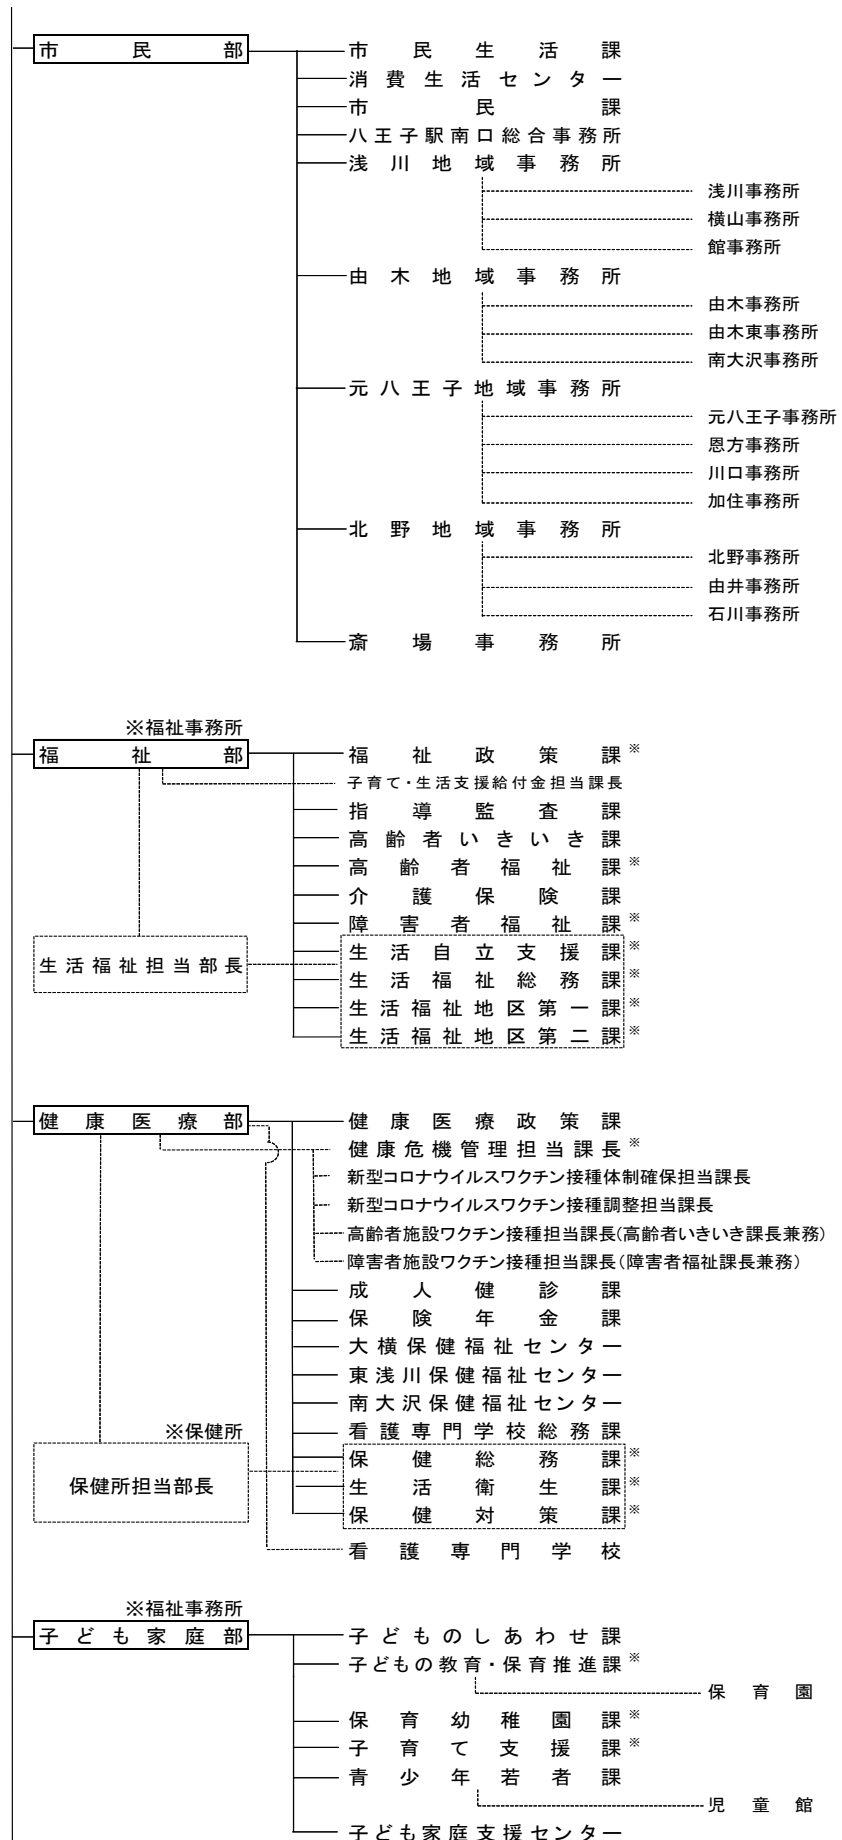 市民部 市民生活課
消費生活センター
市民課
八王子駅南口総合事務所
浅川地域事務所
浅川事務所
横山事務所
館事務所
由木地域事務所
由木事務所
由木東事務所
南大沢事務所
元八王子地域事務所
元八王子事務所
恩方事務所
川口事務所
加住事務所
北野地域事務所
北野事務所
由井事務所
石川事務所
斎場事務所
※福祉事務所
福祉部 福祉政策課※
子育て・生活支援給付金担当課長
指導監査課
高齢者いきいき課
高齢者福祉課※
介護保険課
障害者福祉課※
生活自立支援課※
生活福祉担当部長
生活福祉総務課※
生活福祉地区第一課※
生活福祉地区第二課※
健康医療部 健康医療政策課
健康危機管理担当課長※
新型コロナウイルスワクチン接種体制確保担当課長
新型コロナウイルスワクチン接種調整担当課長
高齢者施設ワクチン接種担当課長(高齢者いきいき課長兼務)
障害者施設ワクチン接種担当課長(障害者福祉課長兼務)
成人健診課
保険年金課
大横保健福祉センター
東浅川保健福祉センター
南大沢保健福祉センター
※保健所 看護専門学校総務課
保健総務課※
保健所担当部長 生活衛生課※
保健対策課※
看護専門学校
※福祉事務所
子ども家庭部 子どものしあわせ課
子どもの教育・保育推進課※
保育園
保育幼稚園課※
子育て支援課※
青少年若者課
児童館
子ども家庭支援センター